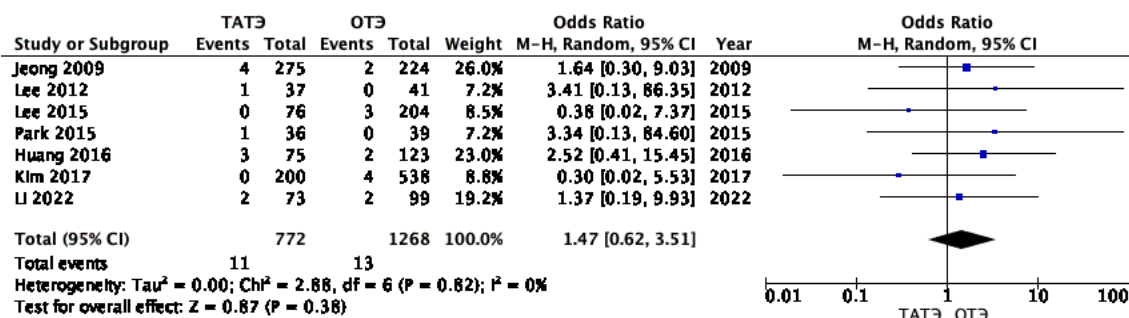 TATЭ OTЭ Odds Ratio Odds Ratio
Study or Subgroup Events Total Events Total Weight M-H, Random, 95% CI Year M-H, Random, 95% CI
Jeong 2009 4 275 2 224 26.0% 1.64 [0.30, 9.03] 2009
Lee 2012 1 37 0 41 7.2% 3.41 [0.13, 86.35] 2012
Lee 2015 0 76 3 204 8.5% 0.38 [0.02, 7.37] 2015
Park 2015 1 36 0 39 7.2% 3.34 [0.13, 84.60] 2015
Huang 2016 3 75 2 123 23.0% 2.52 [0.41, 15.45] 2016
Kim 2017 0 200 4 538 8.8% 0.30 [0.02, 5.53] 2017
LI 2022 2 73 2 99 19.2% 1.37 [0.19, 9.93] 2022
Total (95% CI) 772 1268 100.0% 1.47 [0.62, 3.51]
Total events 11 13
Heterogeneity: Tau² = 0.00; Chi² = 2.88, df = 6 (P = 0.82); I² = 0%
Test for overall effect: Z = 0.87 (P = 0.38)
0.01 0.1 1 10 100
TATЭ OTЭ